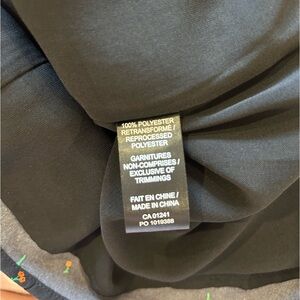 100% POLYESTER
RETRANSFORMÉ /
REPROCESSED
POLYESTER
GARNITURES
NON-COMPRISES /
EXCLUSIVE OF
TRIMMINGS
FAIT EN CHINE /
MADE IN CHINA
CA 01241
PO 1019388